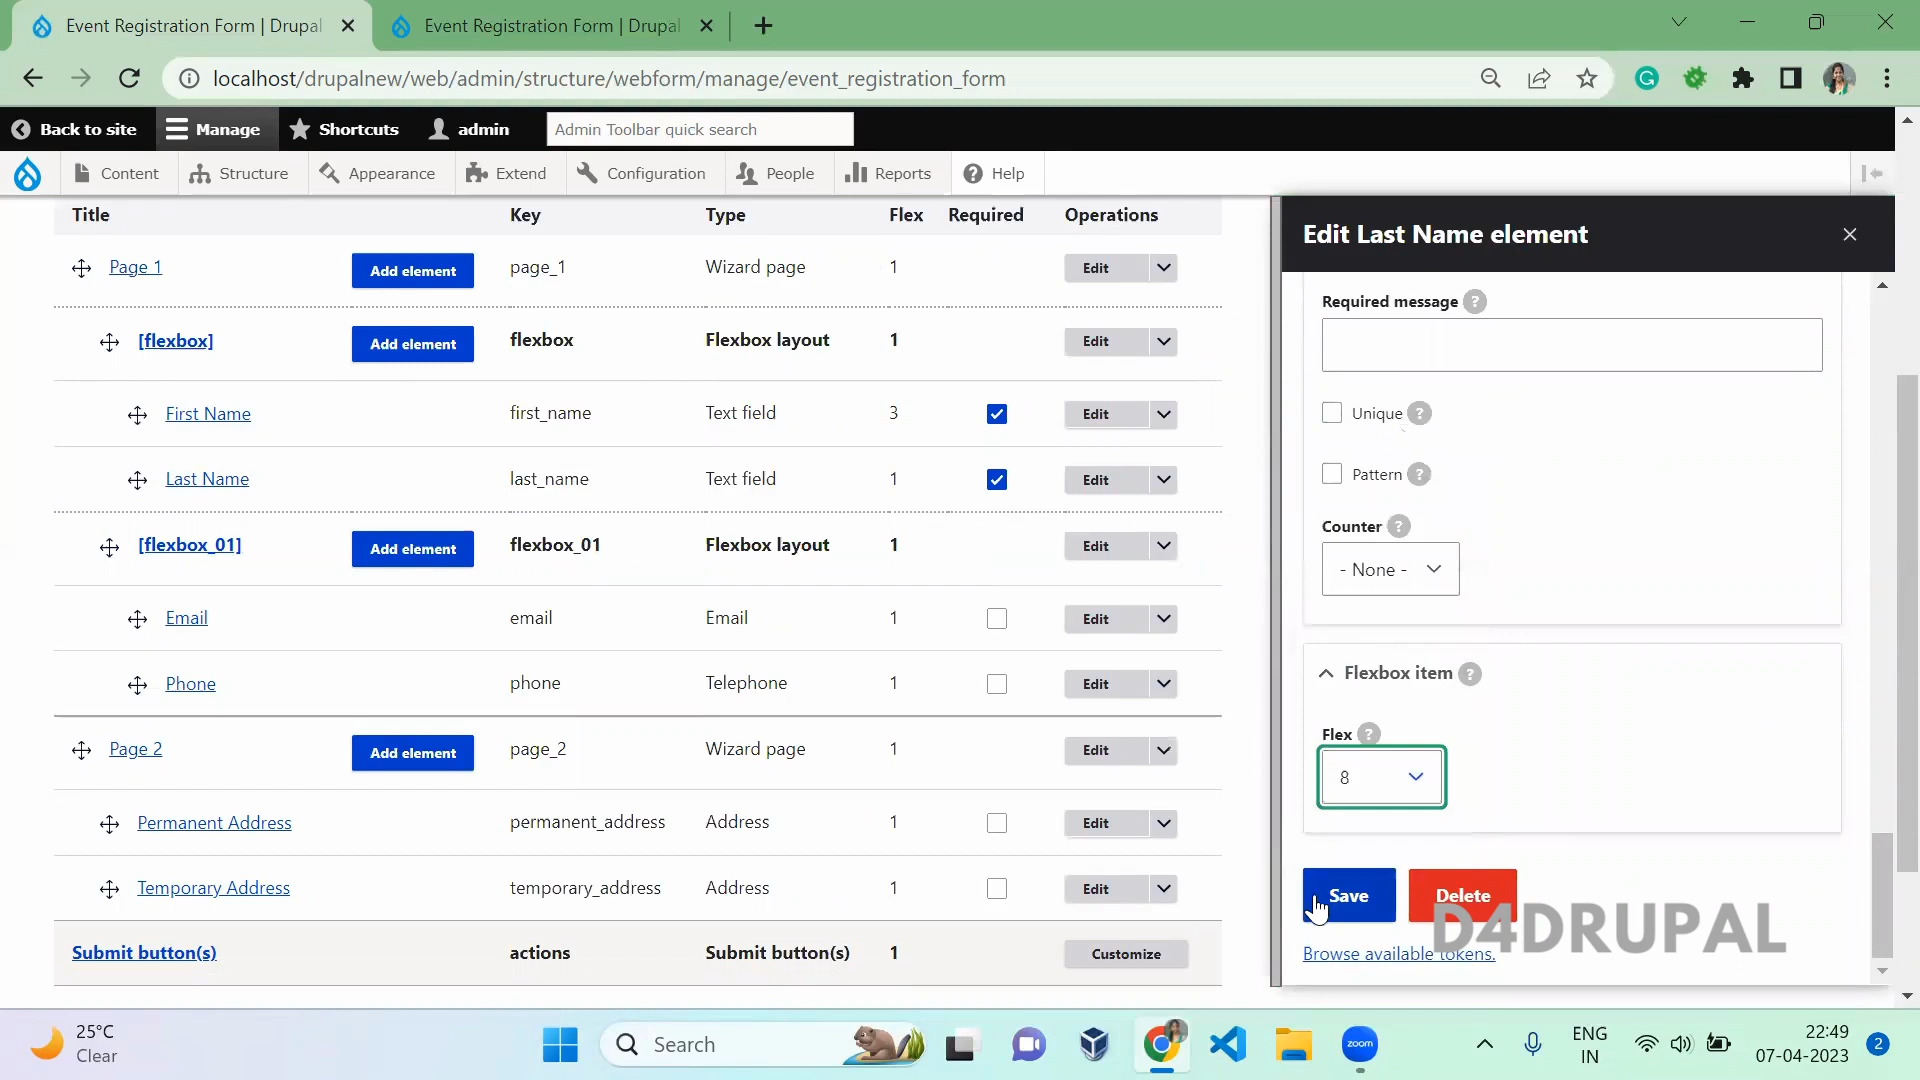 Event Registration Form | Drupal
Event Registration Form | Drupal
localhost/drupalnew/web/admin/structure/webform/manage/event_registration_form
Back to site
Manage
Shortcuts
admin
Admin Toolbar quick search
Content
Structure
Appearance
Extend
Configuration
People
Reports
Help
Title Key Type Flex Required Operations
Page 1 Add element page_1 Wizard page 1 Edit
[flexbox] Add element flexbox Flexbox layout 1 Edit
First Name first_name Text field 3 Edit
Last Name last_name Text field 1 Edit
[flexbox_01] Add element flexbox_01 Flexbox layout 1 Edit
Email email Email 1 Edit
Phone phone Telephone 1 Edit
Page 2 Add element page_2 Wizard page 1 Edit
Permanent Address permanent_address Address 1 Edit
Temporary Address temporary_address Address 1 Edit
Submit button(s) actions Submit button(s) 1 Customize
Edit Last Name element
Required message ?
Unique ?
Pattern ?
Counter ?
- None -
Flexbox item ?
Flex ?
8
Save Delete
D4DRUPAL
Browse available tokens.
25°C
Clear
Search
zoom
ENG
IN
22:49
07-04-2023
2